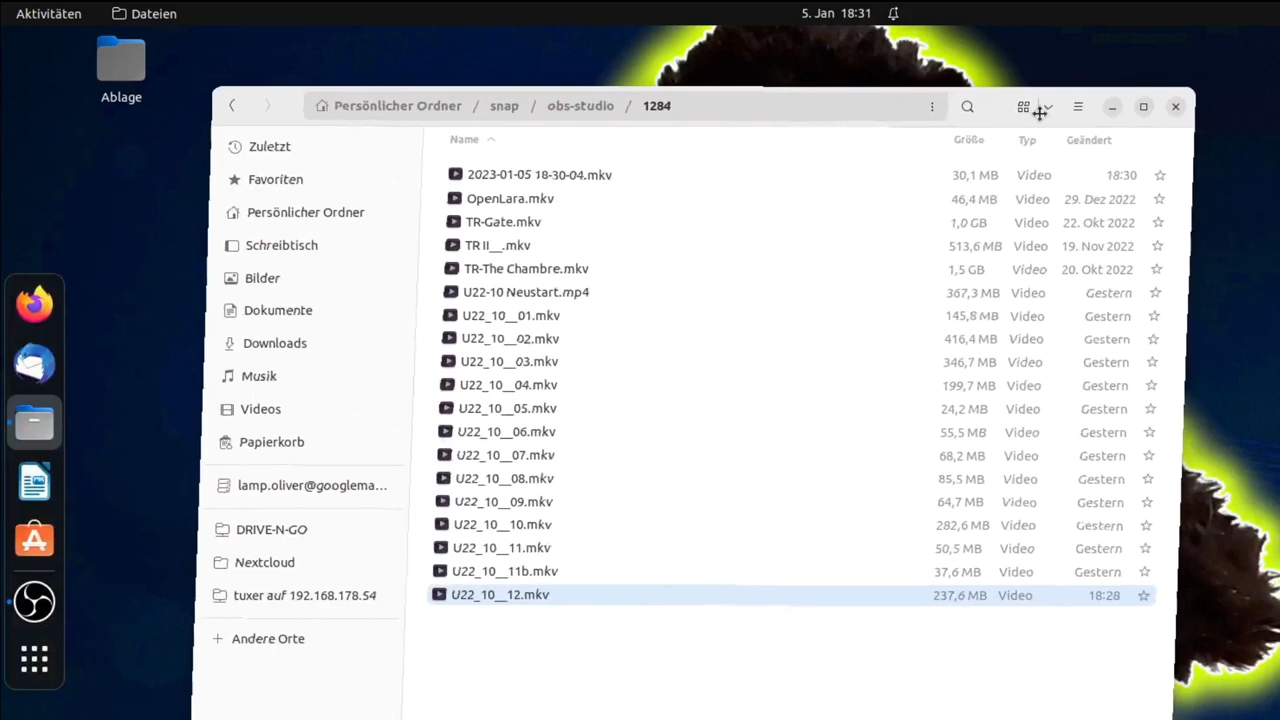 Aktivitäten Dateien 5. Jan 18:31
Ablage
Persönlicher Ordner / snap / obs-studio / 1284
Zuletzt
Favoriten
Persönlicher Ordner
Schreibtisch
Bilder
Dokumente
Downloads
Musik
Videos
Papierkorb
lamp.oliver@googlema...
DRIVE-N-GO
Nextcloud
tuxer auf 192.168.178.54
Andere Orte
Name Größe Typ Geändert
2023-01-05 18-30-04.mkv 30,1 MB Video 18:30
OpenLara.mkv 46,4 MB Video 29. Dez 2022
TR-Gate.mkv 1,0 GB Video 22. Okt 2022
TR II__.mkv 513,6 MB Video 19. Nov 2022
TR-The Chambre.mkv 1,5 GB Video 20. Okt 2022
U22-10 Neustart.mp4 367,3 MB Video Gestern
U22_10__01.mkv 145,8 MB Video Gestern
U22_10__02.mkv 416,4 MB Video Gestern
U22_10__03.mkv 346,7 MB Video Gestern
U22_10__04.mkv 199,7 MB Video Gestern
U22_10__05.mkv 24,2 MB Video Gestern
U22_10__06.mkv 55,5 MB Video Gestern
U22_10__07.mkv 68,2 MB Video Gestern
U22_10__08.mkv 85,5 MB Video Gestern
U22_10__09.mkv 64,7 MB Video Gestern
U22_10__10.mkv 282,6 MB Video Gestern
U22_10__11.mkv 50,5 MB Video Gestern
U22_10__11b.mkv 37,6 MB Video Gestern
U22_10__12.mkv 237,6 MB Video 18:28